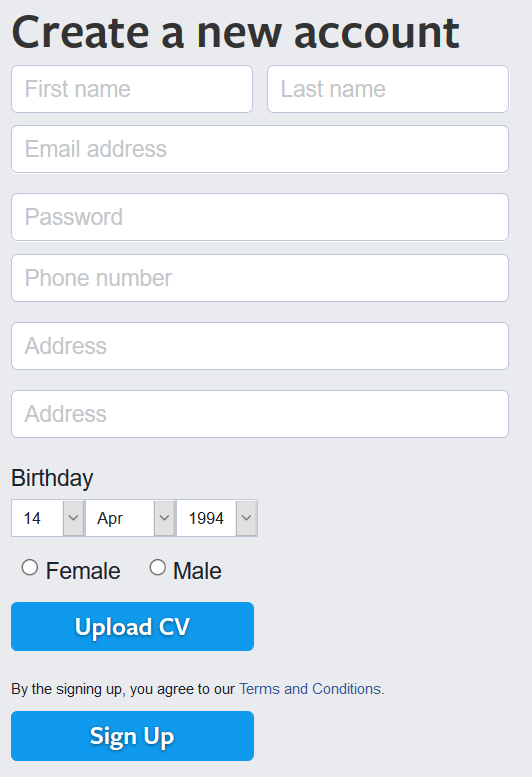 Create a new account
First name Last name
Email address
Password
Phone number
Address
Address
Birthday
14 Apr 1994
Female Male
Upload CV
By the signing up, you agree to our Terms and Conditions.
Sign Up